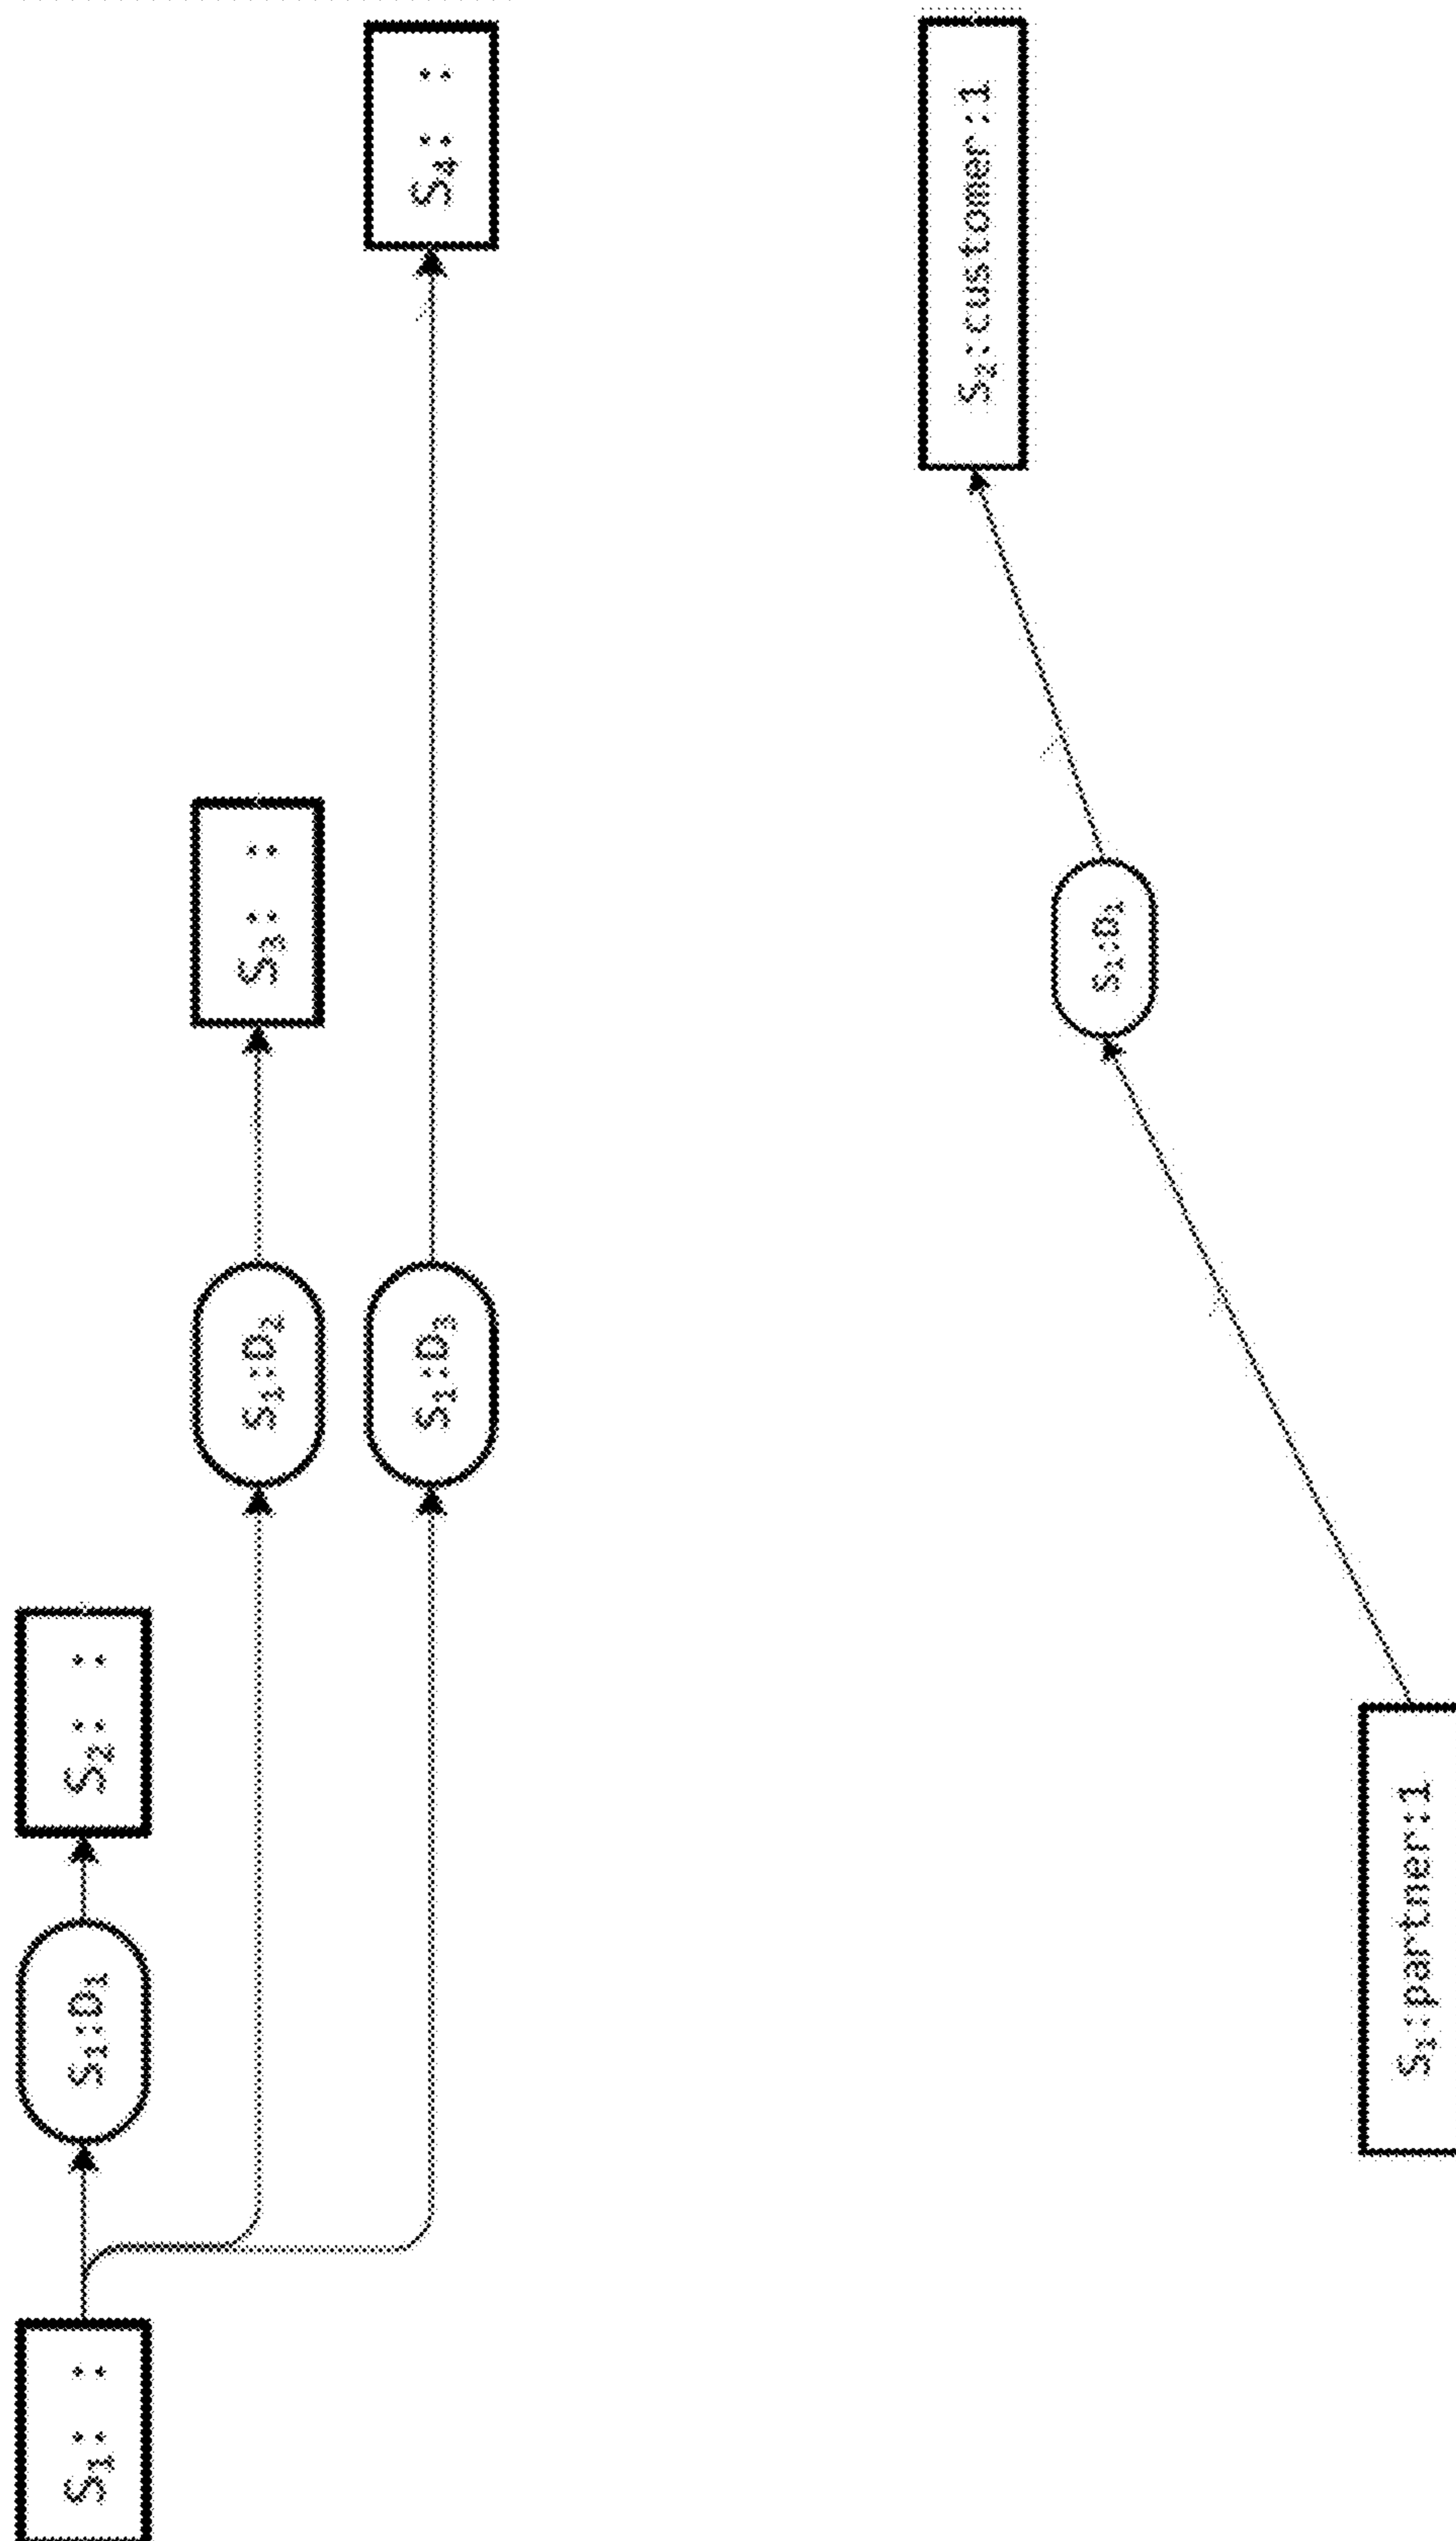 S₄: :
S₃: :
S₁:D₂
S₁:D₃
S₂: :
S₁:D₁
S₁: :
S₂:customer:1
S₁:D₁
S₁:partner:1